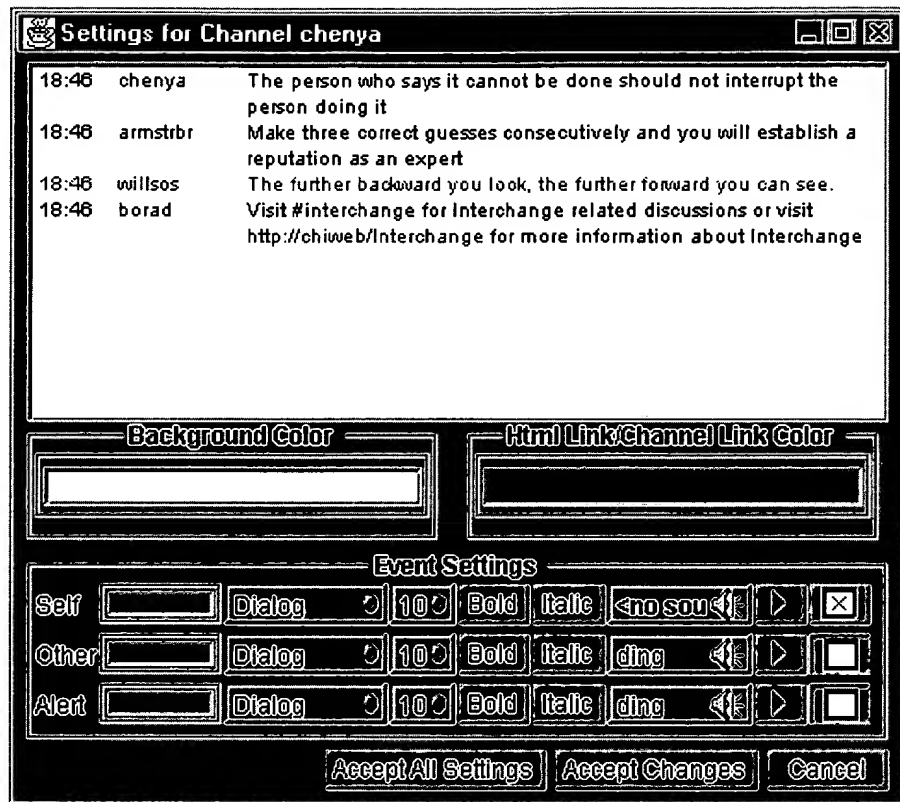 Settings for Channel chenya
18:46 chenya The person who says it cannot be done should not interrupt the
person doing it
18:46 armstrbr Make three correct guesses consecutively and you will establish a
reputation as an expert
18:46 willsos The further backward you look, the further forward you can see.
18:46 borad Visit #interchange for Interchange related discussions or visit
http://chiweb/Interchange for more information about Interchange
Background Color Html Link/Channel Link Color
Event Settings
Self Dialog 10 Bold Italic <no sou
Other Dialog 10 Bold Italic ding
Alert Dialog 10 Bold Italic ding
Accept All Settings Accept Changes Cancel